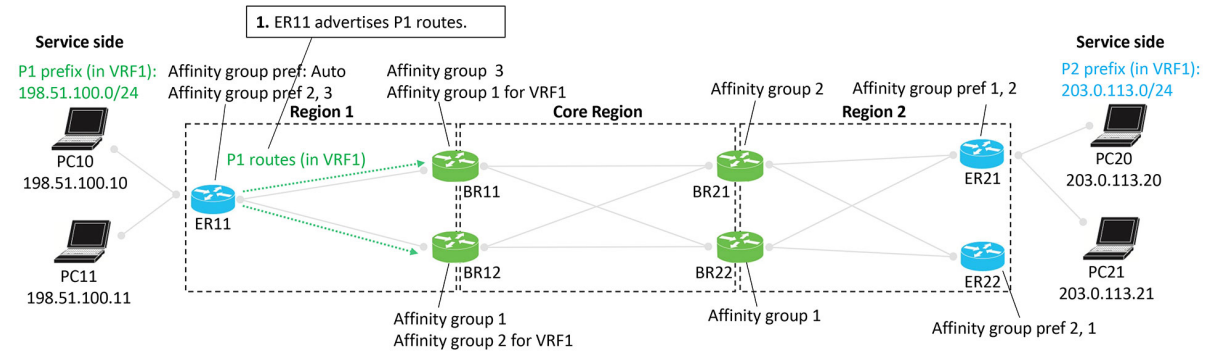 1. ER11 advertises P1 routes.
Service side
Service side
P1 prefix (in VRF1):
198.51.100.0/24
Affinity group pref: Auto
Affinity group pref 2, 3
Affinity group  3
Affinity group 1 for VRF1
Affinity group 2
Affinity group pref 1, 2
P2 prefix (in VRF1):
203.0.113.0/24
Region 1
Core Region
Region 2
P1 routes (in VRF1)
PC10
198.51.100.10
ER11
BR11
BR21
ER21
PC20
203.0.113.20
PC11
198.51.100.11
BR12
BR22
ER22
PC21
203.0.113.21
Affinity group 1
Affinity group 2 for VRF1
Affinity group 1
Affinity group pref 2, 1